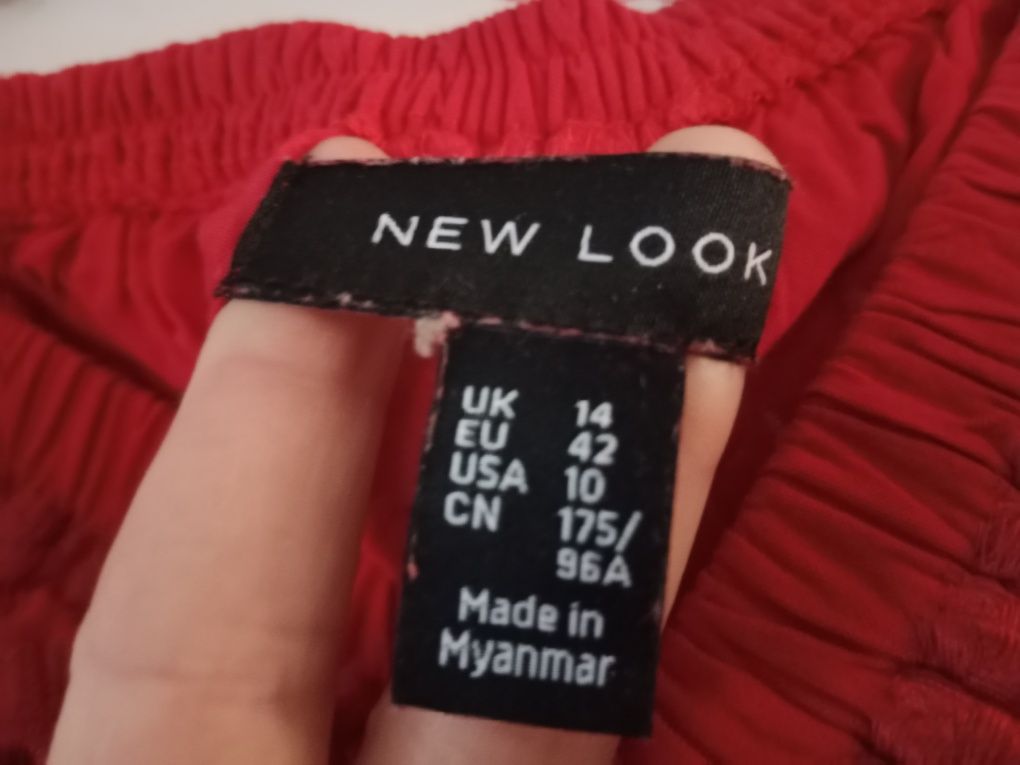 NEW LOOK
UK 14
EU 42
USA 10
CN 175/
96A
Made in
Myanmar